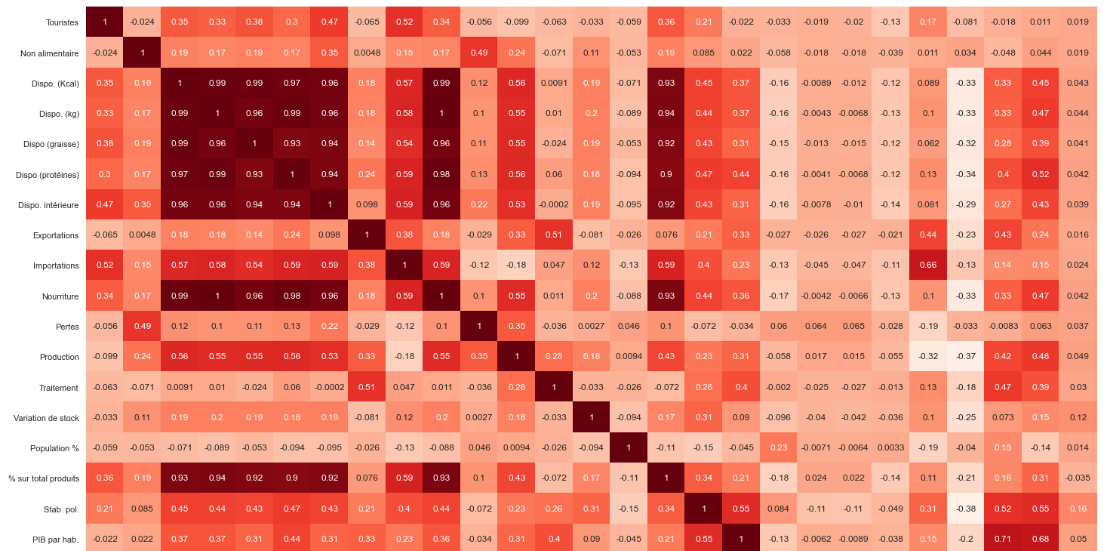 Touristes 1 -0.024 0.35 0.33 0.38 0.3 0.47 -0.065 0.52 0.34 -0.056 -0.099 -0.063 -0.033 -0.059 0.36 0.21 -0.022 -0.033 -0.019 -0.02 -0.13 0.17 -0.081 -0.018 0.011 0.019
Non alimentaire -0.024 1 0.19 0.17 0.19 0.17 0.35 0.0048 0.15 0.17 0.49 0.24 -0.071 0.11 -0.053 0.19 0.085 0.022 -0.058 -0.018 -0.018 -0.039 0.011 0.034 -0.048 0.044 0.019
Dispo. (Kcal) 0.35 0.19 1 0.99 0.99 0.97 0.96 0.18 0.57 0.99 0.12 0.56 0.0091 0.19 -0.071 0.93 0.45 0.37 -0.16 -0.0089 -0.012 -0.12 0.089 -0.33 0.33 0.45 0.043
Dispo. (kg) 0.33 0.17 0.99 1 0.96 0.99 0.96 0.18 0.58 1 0.1 0.55 0.01 0.2 -0.089 0.94 0.44 0.37 -0.16 -0.0043 -0.0068 -0.13 0.1 -0.33 0.33 0.47 0.044
Dispo (graisse) 0.38 0.19 0.99 0.96 1 0.93 0.94 0.14 0.54 0.96 0.11 0.55 -0.024 0.19 -0.053 0.92 0.43 0.31 -0.15 -0.013 -0.015 -0.12 0.062 -0.32 0.28 0.39 0.041
Dispo (protéines) 0.3 0.17 0.97 0.99 0.93 1 0.94 0.24 0.59 0.98 0.13 0.56 0.06 0.18 -0.094 0.9 0.47 0.44 -0.16 -0.0041 -0.0068 -0.12 0.13 -0.34 0.4 0.52 0.042
Dispo. intérieure 0.47 0.35 0.96 0.96 0.94 0.94 1 0.098 0.59 0.96 0.22 0.53 -0.0002 0.19 -0.095 0.92 0.43 0.31 -0.16 -0.0078 -0.01 -0.14 0.081 -0.29 0.27 0.43 0.039
Exportations -0.065 0.0048 0.18 0.18 0.14 0.24 0.098 1 0.38 0.18 -0.029 0.33 0.51 -0.081 -0.026 0.076 0.21 0.33 -0.027 -0.026 -0.027 -0.021 0.44 -0.23 0.43 0.24 0.016
Importations 0.52 0.15 0.57 0.58 0.54 0.59 0.59 0.38 1 0.59 -0.12 -0.18 0.047 0.12 -0.13 0.59 0.4 0.23 -0.13 -0.045 -0.047 -0.11 0.66 -0.13 0.14 0.15 0.024
Nourriture 0.34 0.17 0.99 1 0.96 0.98 0.96 0.18 0.59 1 0.1 0.55 0.011 0.2 -0.088 0.93 0.44 0.36 -0.17 -0.0042 -0.0066 -0.13 0.1 -0.33 0.33 0.47 0.042
Pertes -0.056 0.49 0.12 0.1 0.11 0.13 0.22 -0.029 -0.12 0.1 1 0.35 -0.036 0.0027 0.046 0.1 -0.072 -0.034 0.06 0.064 0.065 -0.028 -0.19 -0.033 -0.0083 0.063 0.037
Production -0.099 0.24 0.56 0.55 0.55 0.56 0.53 0.33 -0.18 0.55 0.35 1 0.28 0.18 0.0094 0.43 0.23 0.31 -0.058 0.017 0.015 -0.055 -0.32 -0.37 0.42 0.48 0.049
Traitement -0.063 -0.071 0.0091 0.01 -0.024 0.06 -0.0002 0.51 0.047 0.011 -0.036 0.28 1 -0.033 -0.026 -0.072 0.26 0.4 -0.002 -0.025 -0.027 -0.013 0.13 -0.18 0.47 0.39 0.03
Variation de stock -0.033 0.11 0.19 0.2 0.19 0.18 0.19 -0.081 0.12 0.2 0.0027 0.18 -0.033 1 -0.094 0.17 0.31 0.09 -0.096 -0.04 -0.042 -0.036 0.1 -0.25 0.073 0.15 0.12
Population % -0.059 -0.053 -0.071 -0.089 -0.053 -0.094 -0.095 -0.026 -0.13 -0.088 0.046 0.0094 -0.026 -0.094 1 -0.11 -0.15 -0.045 0.23 -0.0071 -0.0064 0.0033 -0.19 -0.04 0.15 -0.14 0.014
% sur total produits 0.36 0.19 0.93 0.94 0.92 0.9 0.92 0.076 0.59 0.93 0.1 0.43 -0.072 0.17 -0.11 1 0.34 0.21 -0.18 0.024 0.022 -0.14 0.11 -0.21 0.16 0.31 -0.035
Stab. pol. 0.21 0.085 0.45 0.44 0.43 0.47 0.43 0.21 0.4 0.44 -0.072 0.23 0.26 0.31 -0.15 0.34 1 0.55 0.084 -0.11 -0.11 -0.049 0.31 -0.38 0.52 0.55 0.16
PIB par hab. -0.022 0.022 0.37 0.37 0.31 0.44 0.31 0.33 0.23 0.36 -0.034 0.31 0.4 0.09 -0.045 0.21 0.55 1 -0.13 -0.0062 -0.0089 -0.038 0.15 -0.2 0.71 0.68 0.05